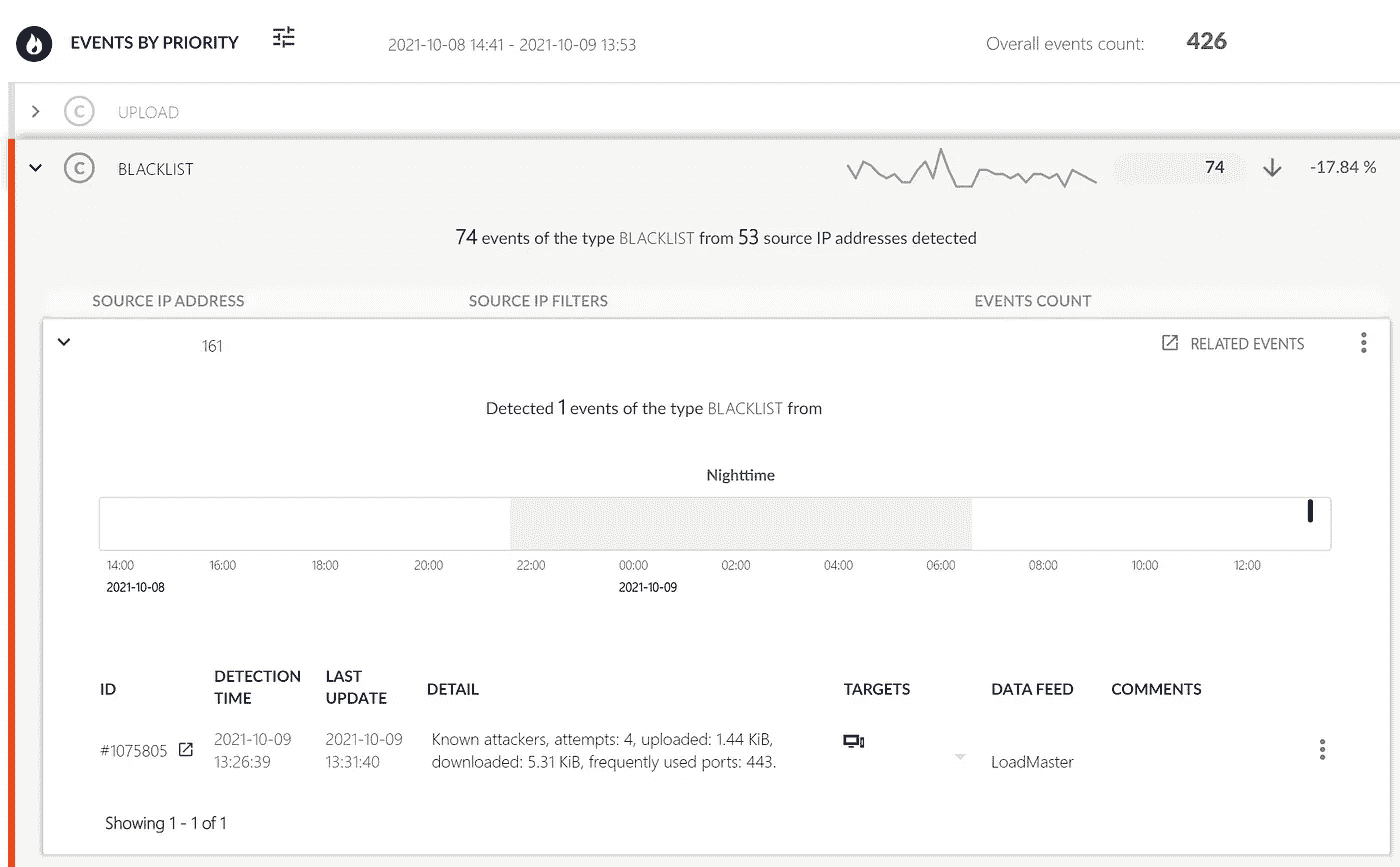 EVENTS BY PRIORITY 2021-10-08 14:41 - 2021-10-09 13:53 Overall events count: 426
C UPLOAD
C BLACKLIST 74 -17.84 %
74 events of the type BLACKLIST from 53 source IP addresses detected
SOURCE IP ADDRESS SOURCE IP FILTERS EVENTS COUNT
161 RELATED EVENTS
Detected 1 events of the type BLACKLIST from
Nighttime
14:00 16:00 18:00 20:00 22:00 00:00 02:00 04:00 06:00 08:00 10:00 12:00
2021-10-08 2021-10-09
ID DETECTION TIME LAST UPDATE DETAIL TARGETS DATA FEED COMMENTS
#1075805 2021-10-09 13:26:39 2021-10-09 13:31:40 Known attackers, attempts: 4, uploaded: 1.44 KiB,
downloaded: 5.31 KiB, frequently used ports: 443. LoadMaster
Showing 1 - 1 of 1